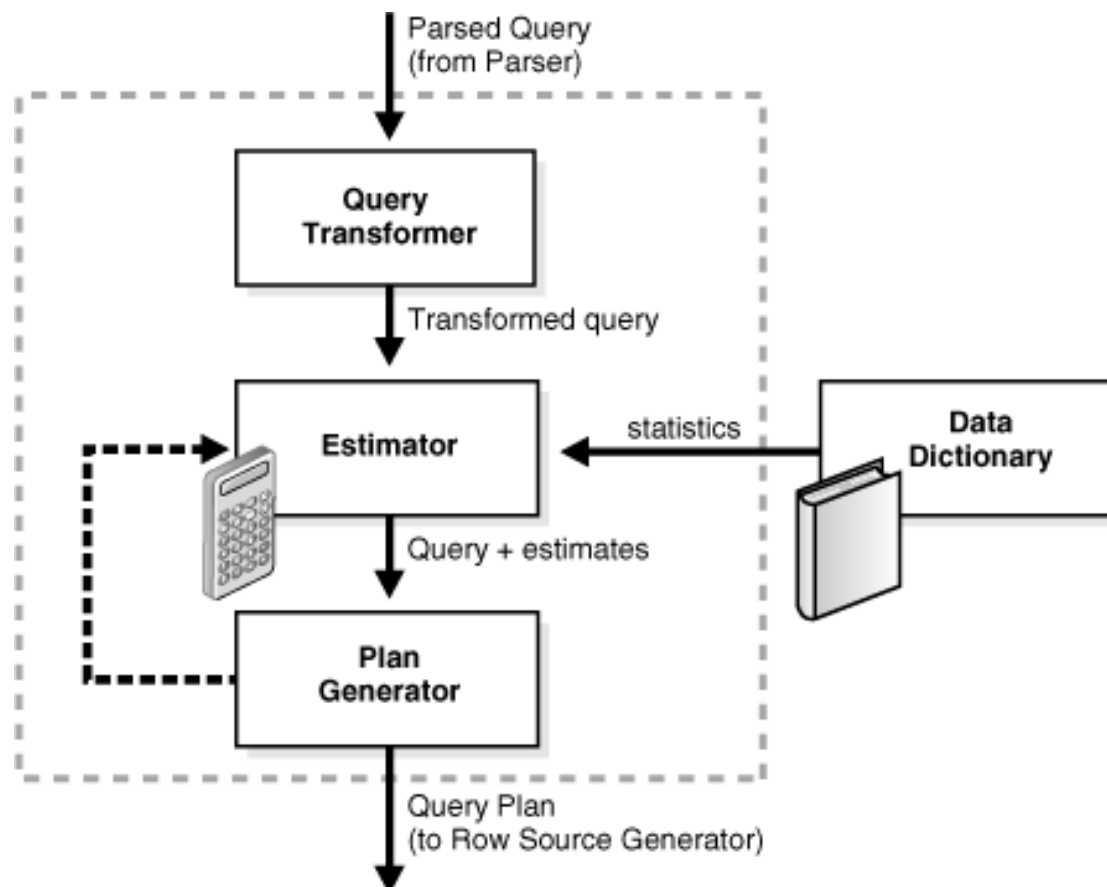 Parsed Query
(from Parser)
Query
Transformer
Transformed query
Estimator
statistics
Data
Dictionary
Query + estimates
Plan
Generator
Query Plan
(to Row Source Generator)